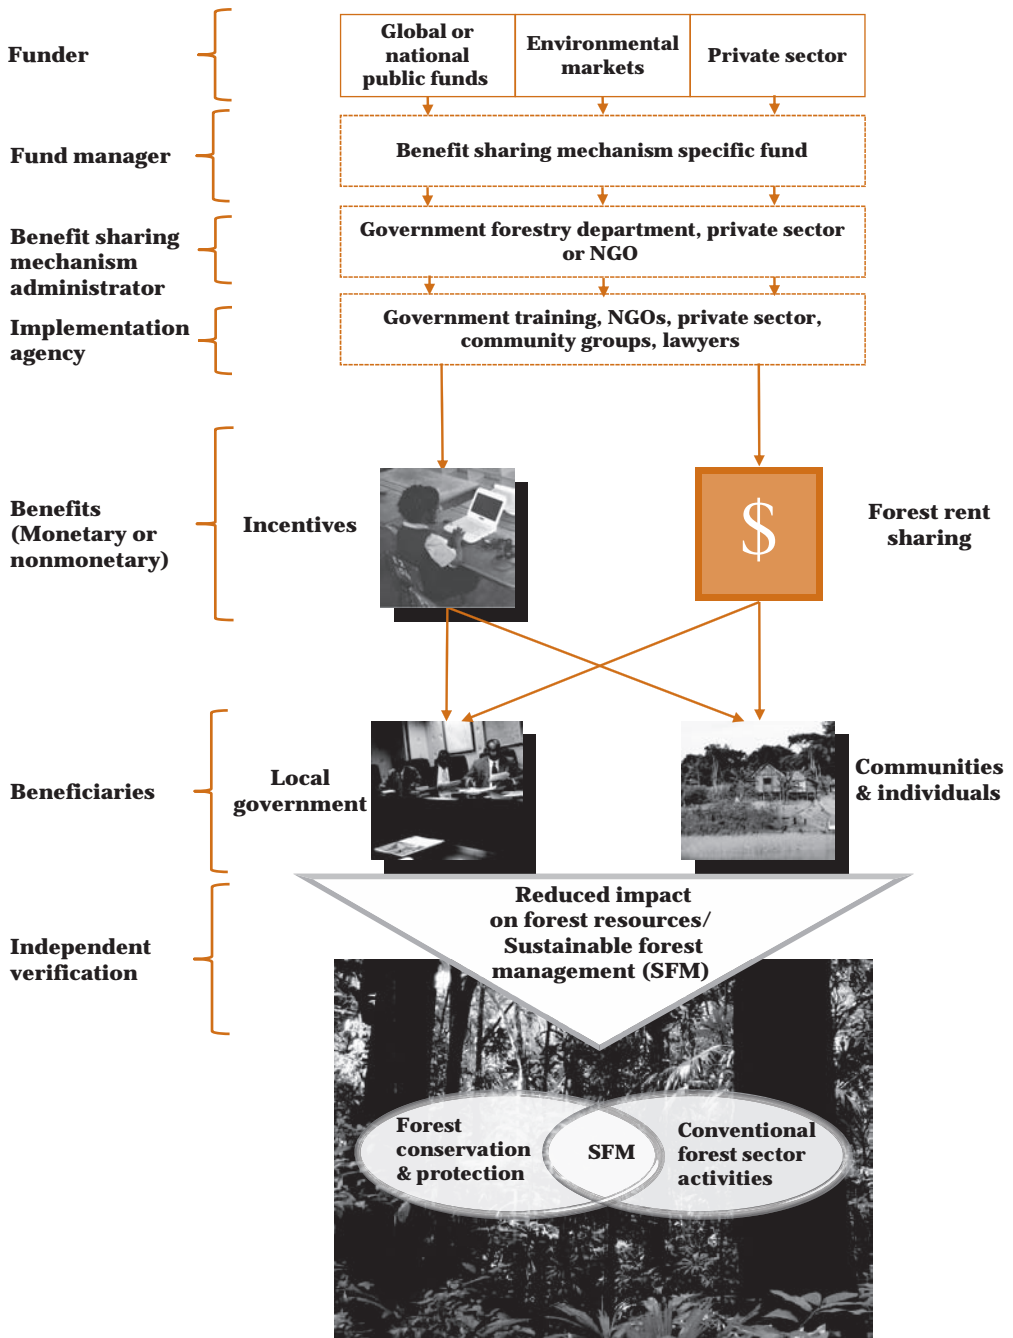 Funder
Global or
national
public funds
Environmental
markets
Private sector
Fund manager
Benefit sharing mechanism specific fund
Benefit sharing
mechanism
administrator
Government forestry department, private sector
or NGO
Implementation
agency
Government training, NGOs, private sector,
community groups, lawyers
Benefits
(Monetary or
nonmonetary)
Incentives
$
Forest rent
sharing
Beneficiaries
Local
government
Communities
& individuals
Independent
verification
Reduced impact
on forest resources/
Sustainable forest
management (SFM)
Forest
conservation
& protection
SFM
Conventional
forest sector
activities